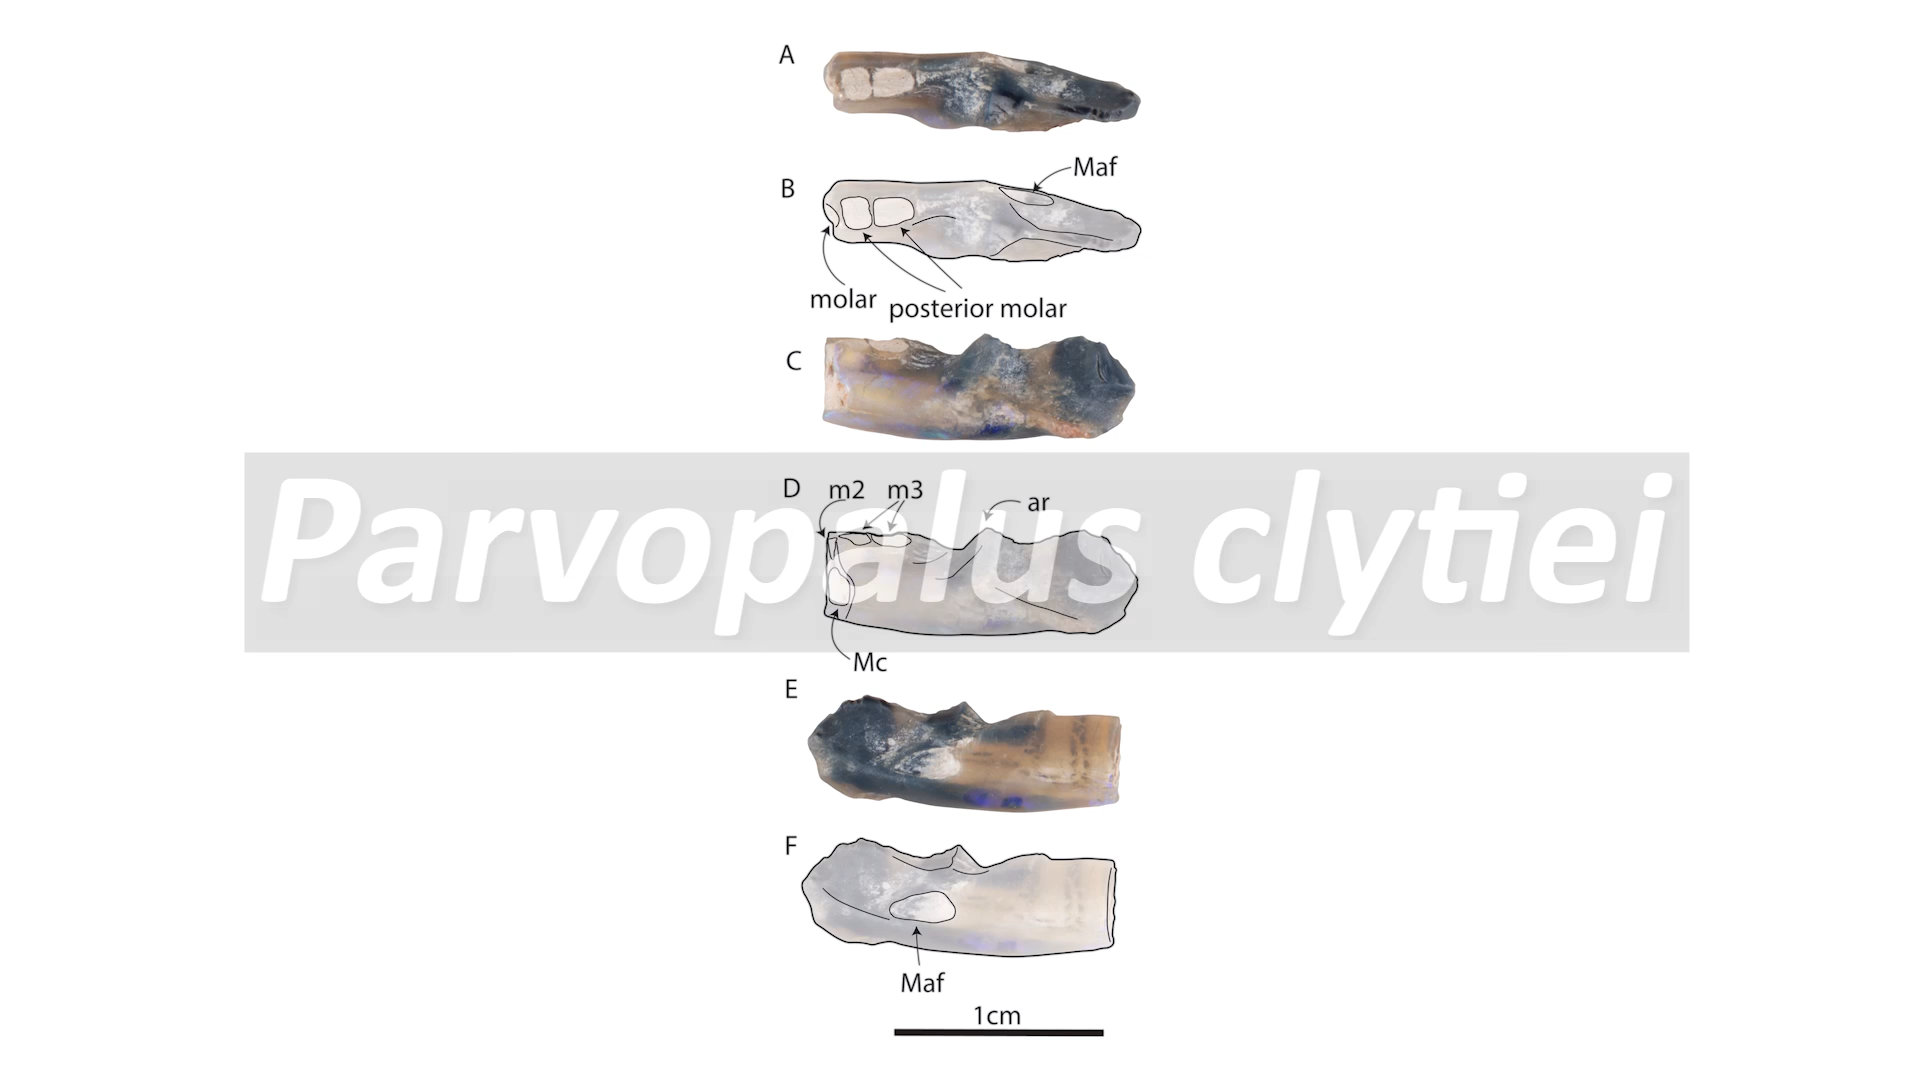 A
B
Maf
molar
posterior molar
C
Parvopalus clytiei
D
m2
m3
ar
Mc
E
F
Maf
1cm